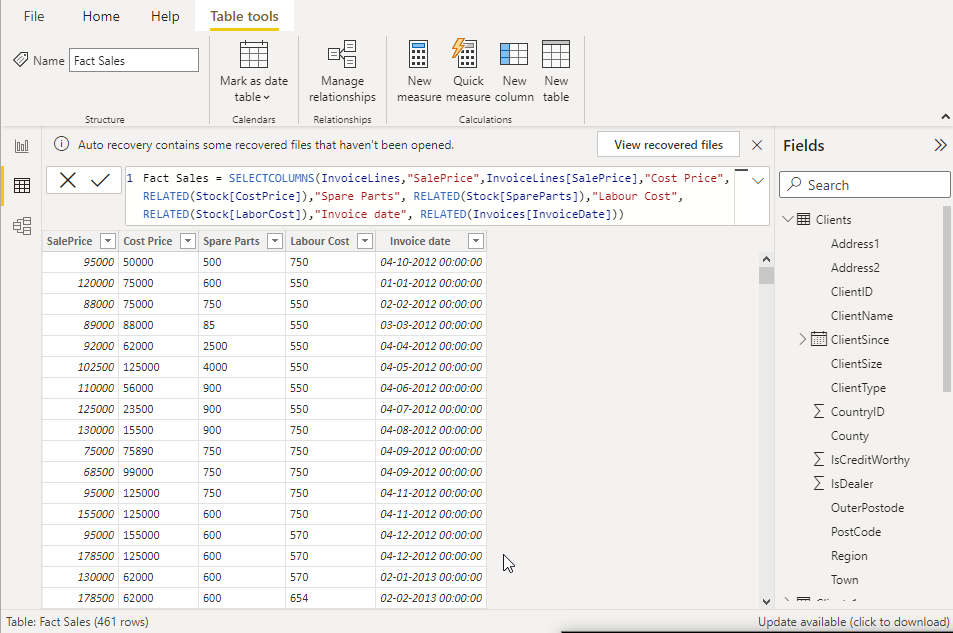 File Home Help Table tools
Name Fact Sales
Mark as date table
Manage relationships
New measure
Quick measure
New column
New table
Structure Calendars Relationships Calculations
Auto recovery contains some recovered files that haven't been opened. View recovered files
1 Fact Sales = SELECTCOLUMNS(InvoiceLines,"SalePrice",InvoiceLines[SalePrice],"Cost Price",
RELATED(Stock[CostPrice]),"Spare Parts", RELATED(Stock[SpareParts]),"Labour Cost",
RELATED(Stock[LaborCost]),"Invoice date", RELATED(Invoices[InvoiceDate]))
SalePrice Cost Price Spare Parts Labour Cost Invoice date
95000 50000 500 750 04-10-2012 00:00:00
120000 75000 600 550 01-01-2012 00:00:00
88000 75000 750 550 02-02-2012 00:00:00
89000 88000 85 550 03-03-2012 00:00:00
92000 62000 2500 550 04-04-2012 00:00:00
102500 125000 4000 550 04-05-2012 00:00:00
110000 56000 900 550 04-06-2012 00:00:00
125000 23500 900 550 04-07-2012 00:00:00
130000 15500 900 750 04-08-2012 00:00:00
75000 75890 750 750 04-09-2012 00:00:00
68500 99000 750 750 04-09-2012 00:00:00
95000 125000 750 750 04-11-2012 00:00:00
155000 125000 600 750 04-11-2012 00:00:00
95000 155000 600 570 04-12-2012 00:00:00
178500 125000 600 570 04-12-2012 00:00:00
130000 62000 600 570 02-01-2013 00:00:00
178500 62000 600 654 02-02-2013 00:00:00
Fields
Search
Clients
Address1
Address2
ClientID
ClientName
ClientSince
ClientSize
ClientType
CountryID
County
IsCreditWorthy
IsDealer
OuterPostode
PostCode
Region
Town
Table: Fact Sales (461 rows) Update available (click to download)